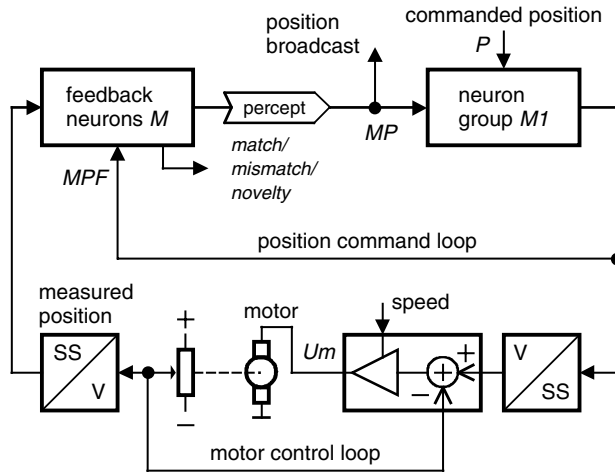 commanded position
position
broadcast
P
feedback
neurons M
percept
MP
neuron
group M1
match/
mismatch/
novelty
MPF
position command loop
measured
position
motor
speed
SS
V
+
–
Um
+
–
+
V
SS
motor control loop